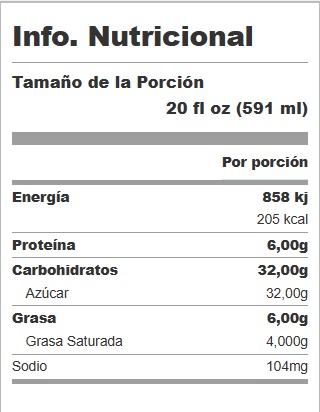 Info. Nutricional
Tamaño de la Porción
20 fl oz (591 ml)
Por porción
Energía 858 kj
205 kcal
Proteína 6,00g
Carbohidratos 32,00g
Azúcar 32,00g
Grasa 6,00g
Grasa Saturada 4,000g
Sodio 104mg